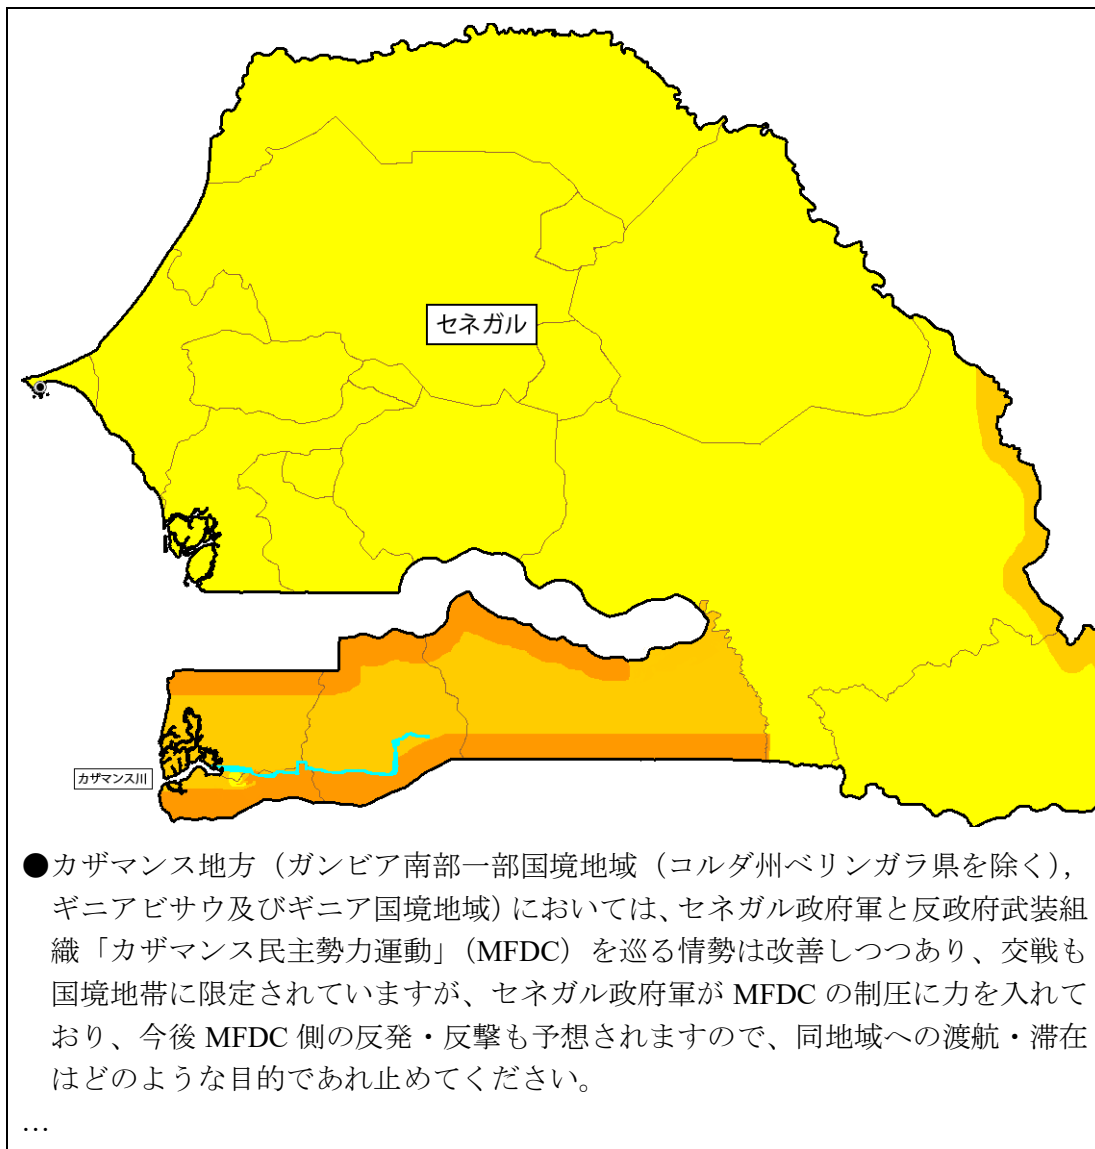 セネガル
カザマンス川
●カザマンス地方（ガンビア南部一部国境地域（コルダ州ベリンガラ県を除く），
ギニアビサウ及びギニア国境地域）においては、セネガル政府軍と反政府武装組
織「カザマンス民主勢力運動」（MFDC）を巡る情勢は改善しつつあり、交戦も
国境地帯に限定されていますが、セネガル政府軍が MFDC の制圧に力を入れて
おり、今後 MFDC 側の反発・反撃も予想されますので、同地域への渡航・滞在
はどのような目的であれ止めてください。
…